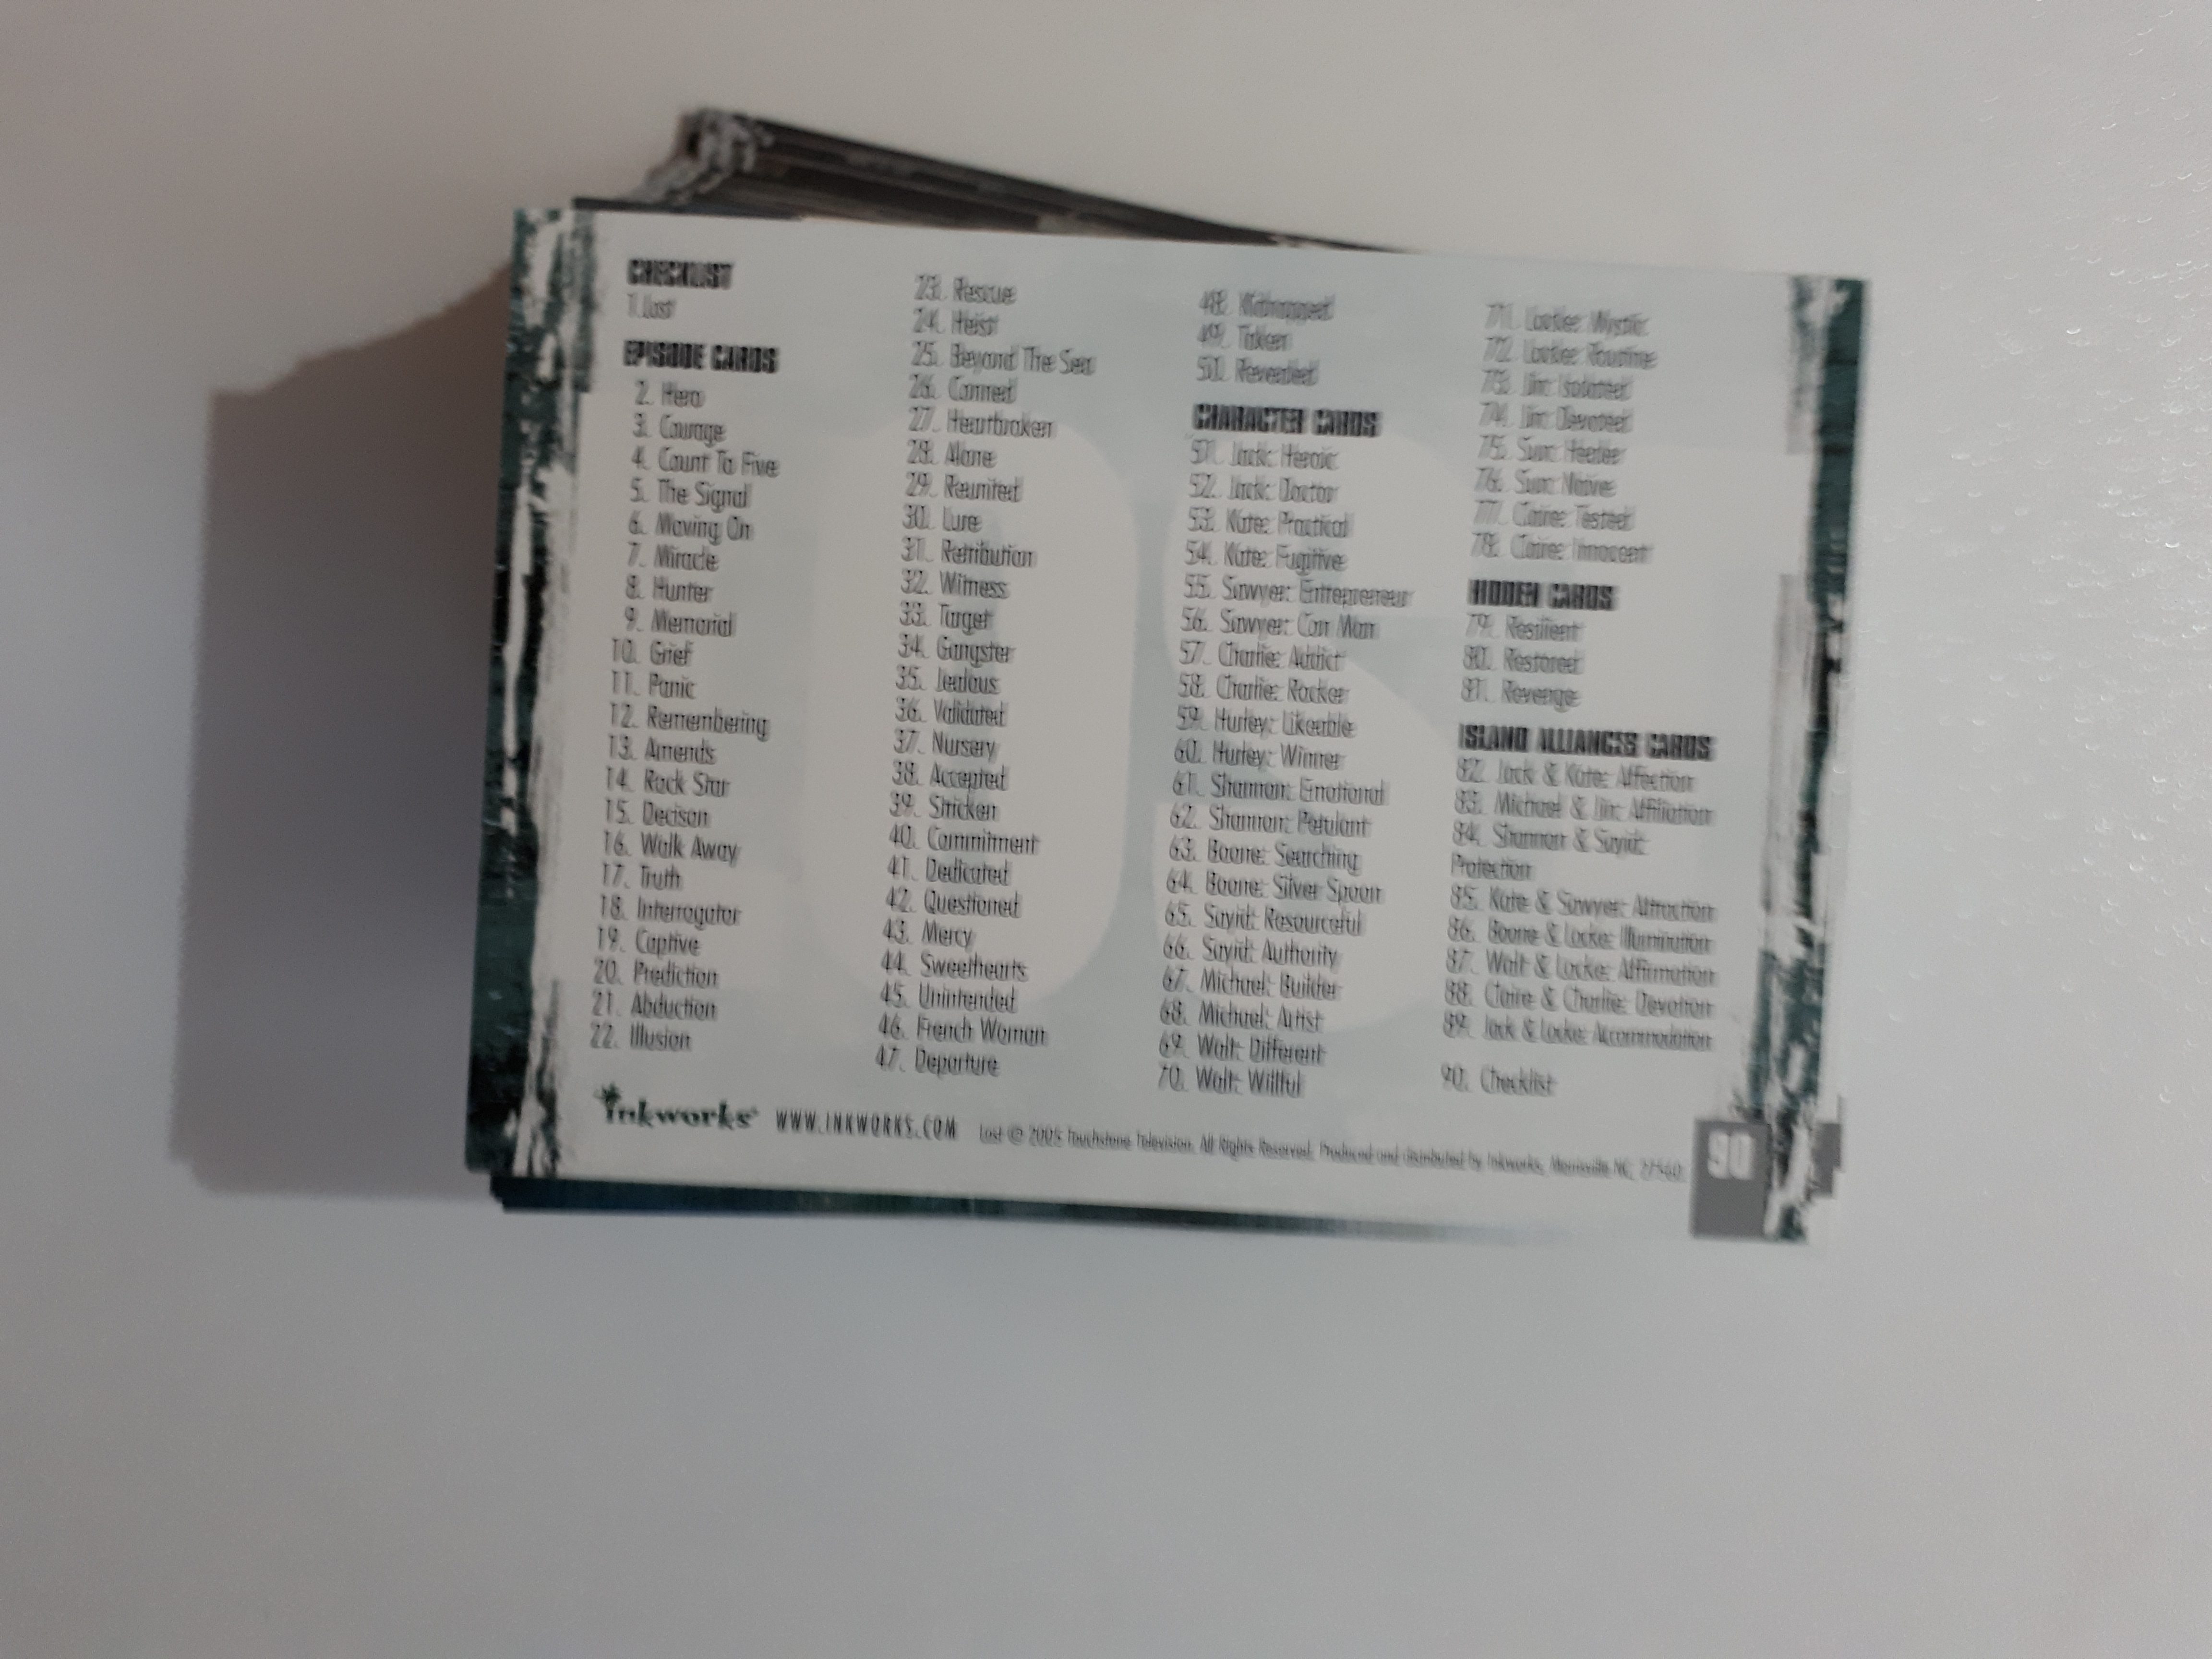 CHECKLIST
1. Lost
EPISODE CARDS
2. Hero
3. Courage
4. Count To Five
5. The Signal
6. Moving On
7. Miracle
8. Hunter
9. Memorial
10. Grief
11. Panic
12. Remembering
13. Amends
14. Rock Star
15. Decison
16. Walk Away
17. Truth
18. Interrogator
19. Captive
20. Prediction
21. Abduction
22. Illusion
23. Rescue
24. Heist
25. Beyond The Sea
26. Conned
27. Heartbroken
28. Alone
29. Reunited
30. Lure
31. Retribution
32. Witness
33. Target
34. Gangster
35. Jealous
36. Validated
37. Nursery
38. Accepted
39. Stricken
40. Commitment
41. Dedicated
42. Questioned
43. Mercy
44. Sweethearts
45. Unintended
46. French Woman
47. Departure
48. Kidnapped
49. Taken
50. Revealed
CHARACTER CARDS
51. Jack: Heroic
52. Jack: Doctor
53. Kate: Practical
54. Kate: Fugitive
55. Sawyer: Entrepreneur
56. Sawyer: Con Man
57. Charlie: Addict
58. Charlie: Rocker
59. Hurley: Likeable
60. Hurley: Winner
61. Shannon: Emotional
62. Shannon: Petulant
63. Boone: Searching
64. Boone: Silver Spoon
65. Sayid: Resourceful
66. Sayid: Authority
67. Michael: Builder
68. Michael: Artist
69. Walt: Different
70. Walt: Willful
71. Locke: Mystic
72. Locke: Routine
73. Jin: Isolated
74. Jin: Devoted
75. Sun: Healer
76. Sun: Naive
77. Claire: Tested
78. Claire: Innocent
HIDDEN CARDS
79. Resilient
80. Restored
81. Revenge
ISLAND ALLIANCES CARDS
82. Jack & Kate: Affection
83. Michael & Jin: Affiliation
84. Shannon & Sayid:
Protection
85. Kate & Sawyer: Attraction
86. Boone & Locke: Illumination
87. Walt & Locke: Affirmation
88. Claire & Charlie: Devotion
89. Jack & Locke: Accommodation
90. Checklist
inkworks WWW.INKWORKS.COM Lost © 2005 Touchstone Television. All Rights Reserved. Produced and distributed by Inkworks, Morrisville NC, 27560.
90